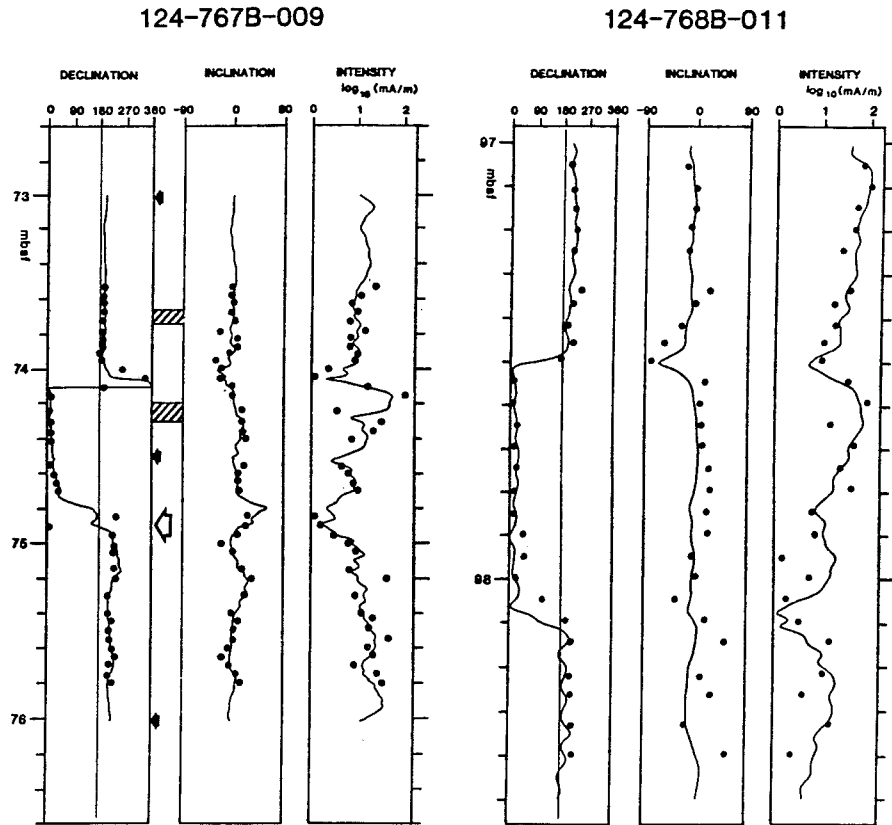 124-767B-009
124-768B-011
DECLINATION
INCLINATION
INTENSITY
log10(mA/m)
0 90 180 270 360
-90 0 80
0 1 2
73
mbsf
74
75
76
DECLINATION
INCLINATION
INTENSITY
log10(mA/m)
0 90 180 270 360
-90 0 90
0 1 2
97
mbsf
98